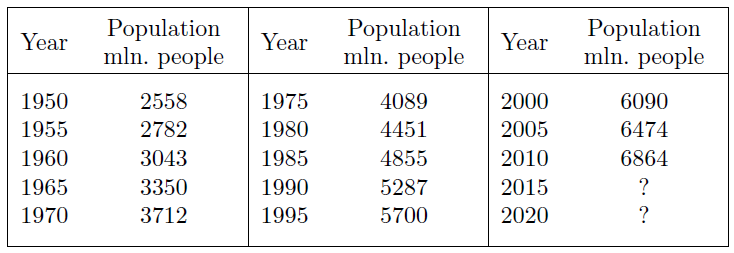 Year Population mln. people Year Population mln. people Year Population mln. people
1950 2558 1975 4089 2000 6090
1955 2782 1980 4451 2005 6474
1960 3043 1985 4855 2010 6864
1965 3350 1990 5287 2015 ?
1970 3712 1995 5700 2020 ?